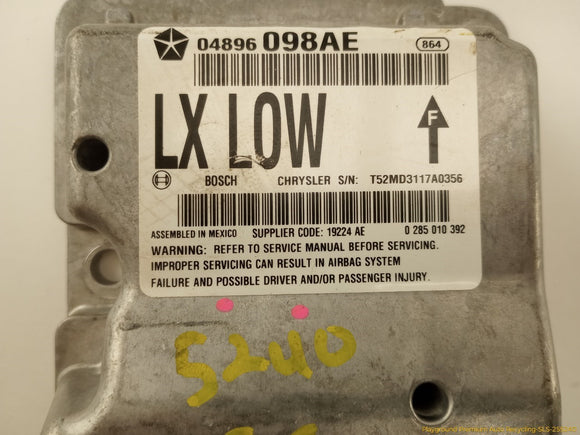 04896 098AE 864
LX LOW F
BOSCH CHRYSLER S/N: T52MD3117A0356
ASSEMBLED IN MEXICO SUPPLIER CODE: 19224 AE 0 285 010 392
WARNING: REFER TO SERVICE MANUAL BEFORE SERVICING.
IMPROPER SERVICING CAN RESULT IN AIRBAG SYSTEM
FAILURE AND POSSIBLE DRIVER AND/OR PASSENGER INJURY.
5240